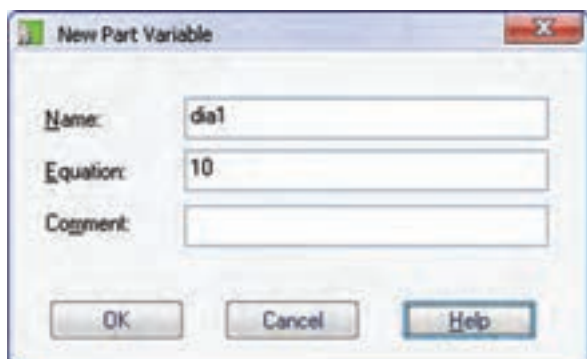 New Part Variable
Name: dia1
Equation: 10
Comment:
OK Cancel Help